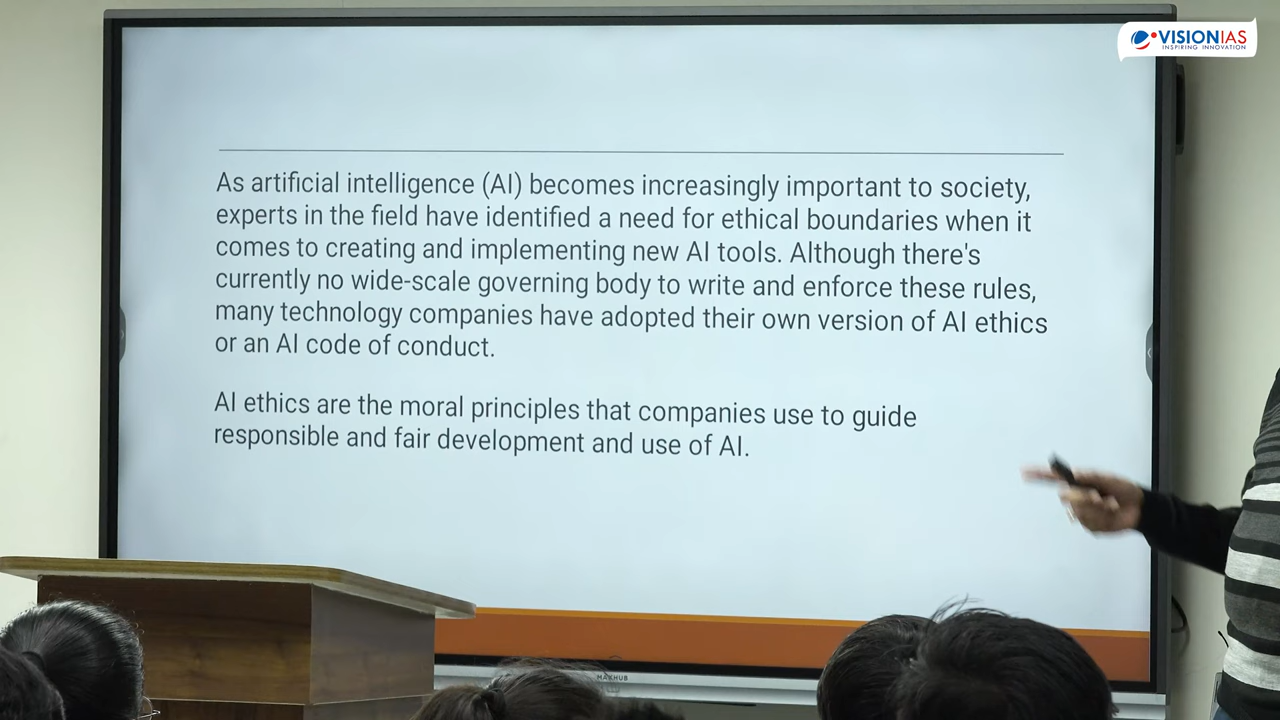 VISIONIAS
INSPIRING INNOVATION
As artificial intelligence (AI) becomes increasingly important to society,
experts in the field have identified a need for ethical boundaries when it
comes to creating and implementing new AI tools. Although there's
currently no wide-scale governing body to write and enforce these rules,
many technology companies have adopted their own version of AI ethics
or an AI code of conduct.
AI ethics are the moral principles that companies use to guide
responsible and fair development and use of AI.
MAXHUB